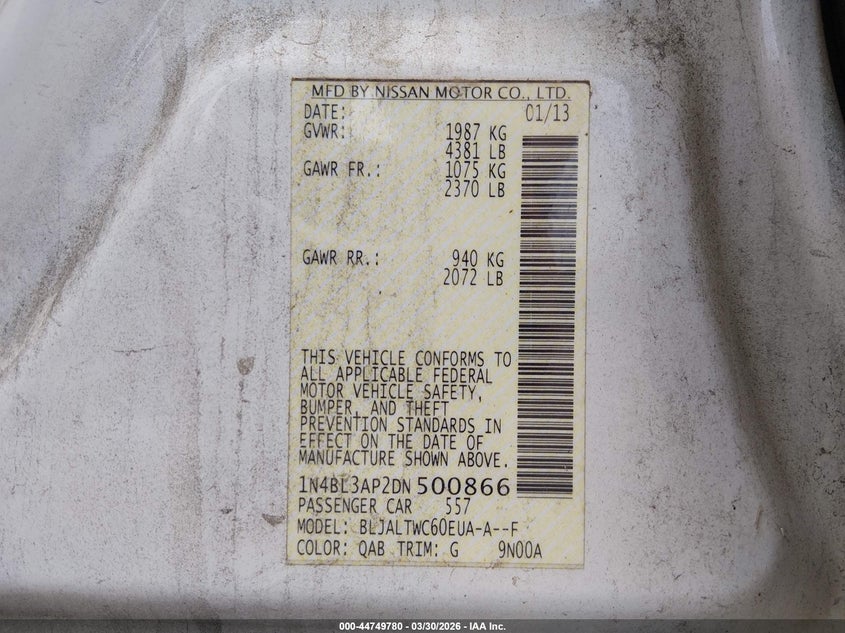 MFD BY NISSAN MOTOR CO., LTD.
DATE: 01/13
GVWR: 1987 KG
4381 LB
GAWR FR.: 1075 KG
2370 LB
GAWR RR.: 940 KG
2072 LB
THIS VEHICLE CONFORMS TO
ALL APPLICABLE FEDERAL
MOTOR VEHICLE SAFETY,
BUMPER, AND THEFT
PREVENTION STANDARDS IN
EFFECT ON THE DATE OF
MANUFACTURE SHOWN ABOVE.
1N4BL3AP2DN 500866
PASSENGER CAR 557
MODEL: BLJALTWC60EUA-A--F
COLOR: QAB TRIM: G 9N00A
000-44749780 - 03/30/2026 - IAA Inc.